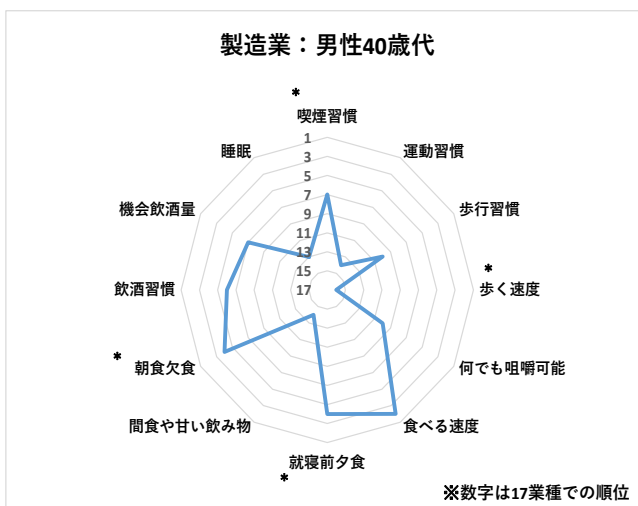 製造業：男性40歳代
*
喫煙習慣
運動習慣
歩行習慣
*
歩く速度
何でも咀嚼可能
食べる速度
就寝前夕食
*
間食や甘い飲み物
*
朝食欠食
飲酒習慣
機会飲酒量
睡眠
1
3
5
7
9
11
13
15
17
※数字は17業種での順位